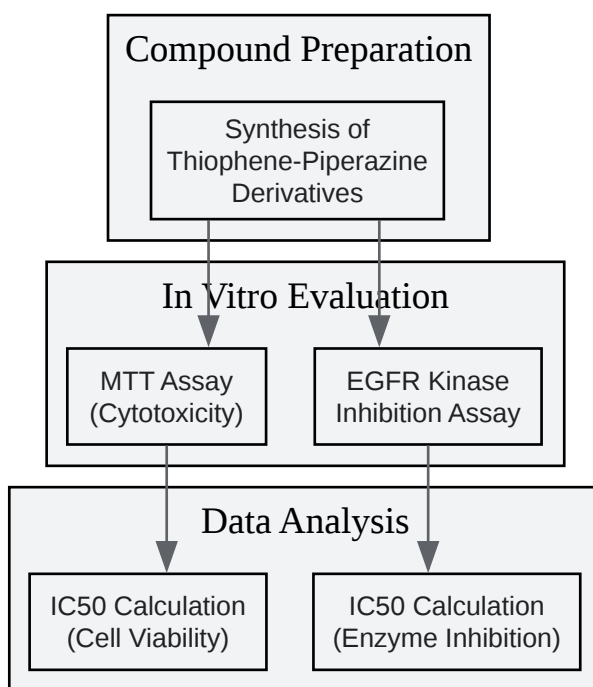 Compound Preparation
Synthesis of
Thiophene-Piperazine
Derivatives
In Vitro Evaluation
MTT Assay
(Cytotoxicity)
EGFR Kinase
Inhibition Assay
Data Analysis
IC50 Calculation
(Cell Viability)
IC50 Calculation
(Enzyme Inhibition)